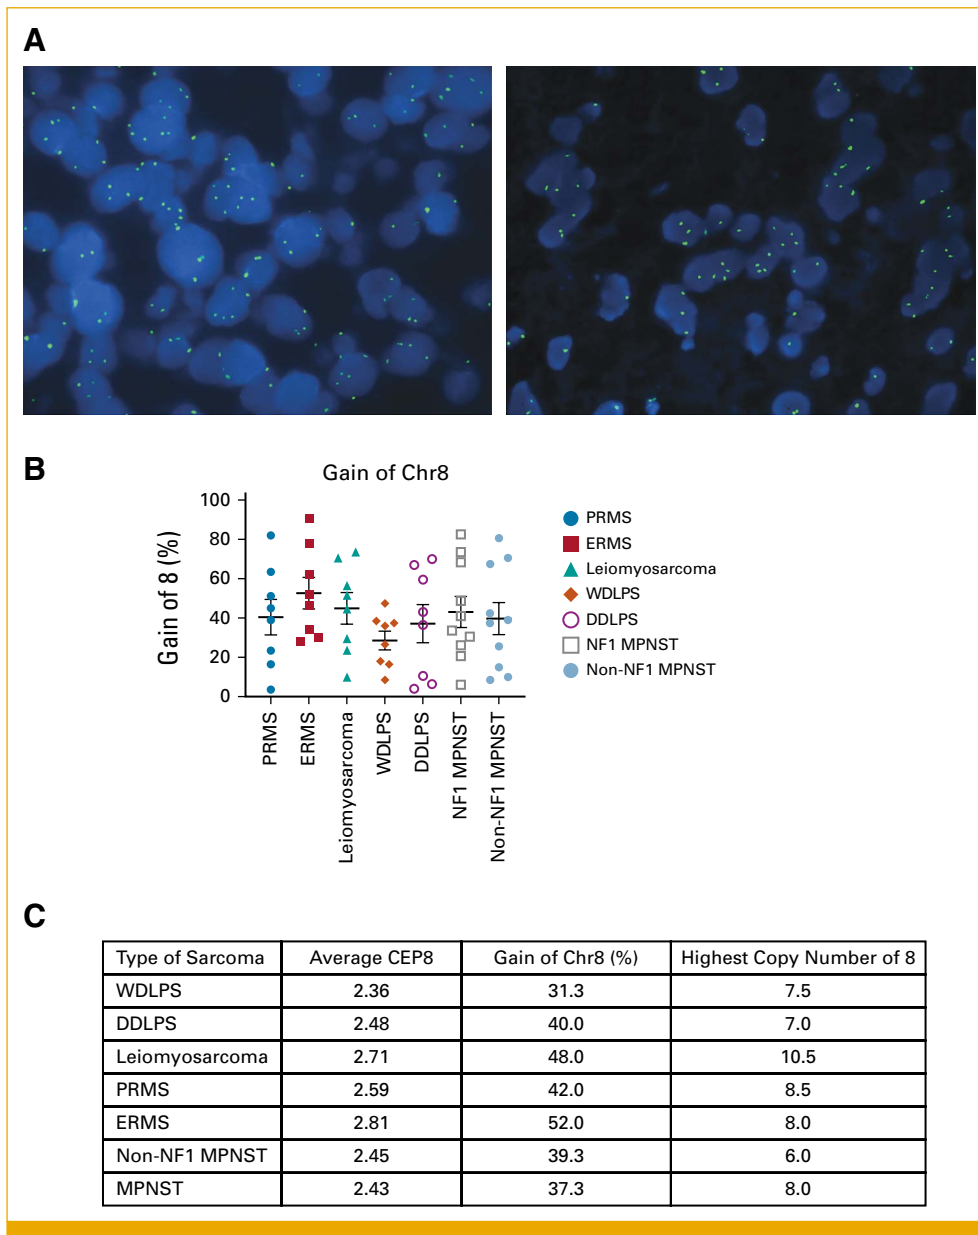 A
B
Gain of Chr8
Gain of 8 (%)
100
80
60
40
20
0
PRMS
ERMS
Leiomyosarcoma
WDLPS
DDLPS
NF1 MPNST
Non-NF1 MPNST
PRMS
ERMS
Leiomyosarcoma
WDLPS
DDLPS
NF1 MPNST
Non-NF1 MPNST
C
Type of Sarcoma Average CEP8 Gain of Chr8 (%) Highest Copy Number of 8
WDLPS 2.36 31.3 7.5
DDLPS 2.48 40.0 7.0
Leiomyosarcoma 2.71 48.0 10.5
PRMS 2.59 42.0 8.5
ERMS 2.81 52.0 8.0
Non-NF1 MPNST 2.45 39.3 6.0
MPNST 2.43 37.3 8.0